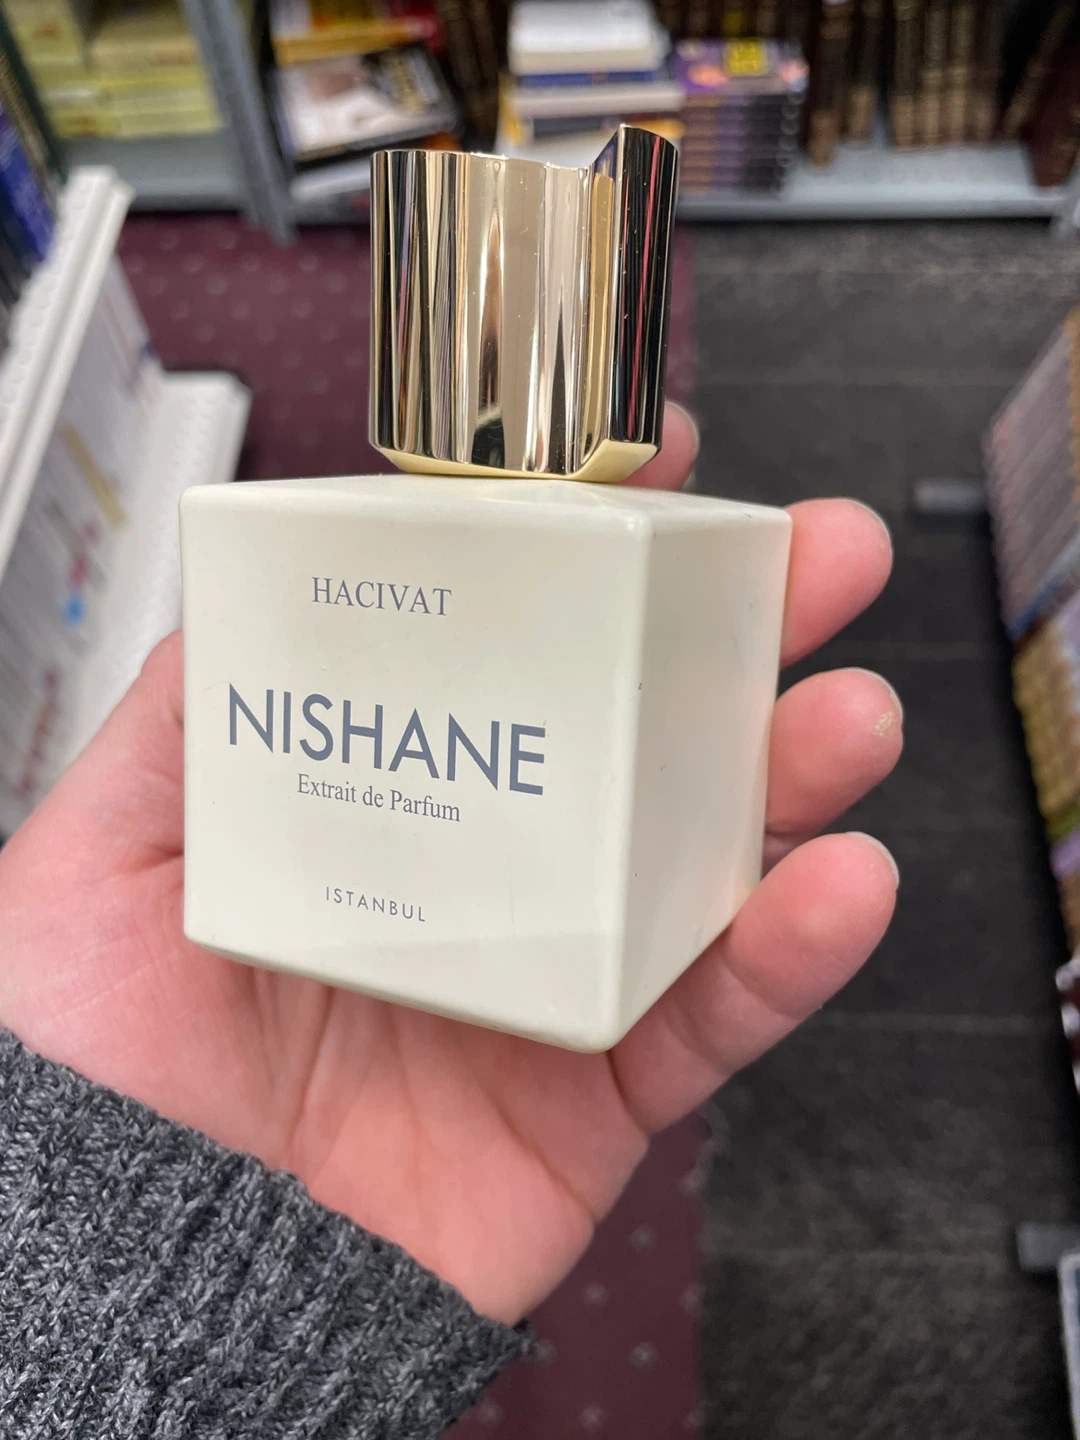 HACIVAT
NISHANE
Extrait de Parfum
ISTANBUL